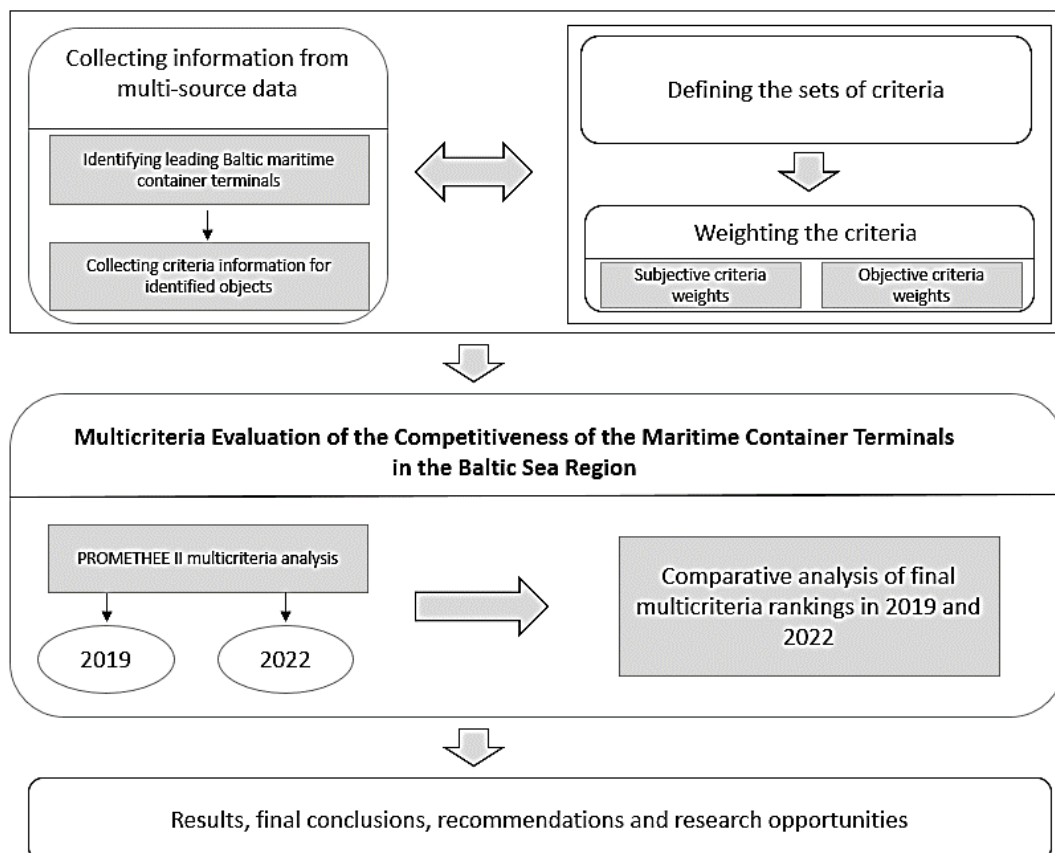 Collecting information from
multi-source data
Identifying leading Baltic maritime
container terminals
Collecting criteria information for
identified objects
Defining the sets of criteria
Weighting the criteria
Subjective criteria
weights
Objective criteria
weights
Multicriteria Evaluation of the Competitiveness of the Maritime Container Terminals
in the Baltic Sea Region
PROMETHEE II multicriteria analysis
2019
2022
Comparative analysis of final
multicriteria rankings in 2019 and
2022
Results, final conclusions, recommendations and research opportunities